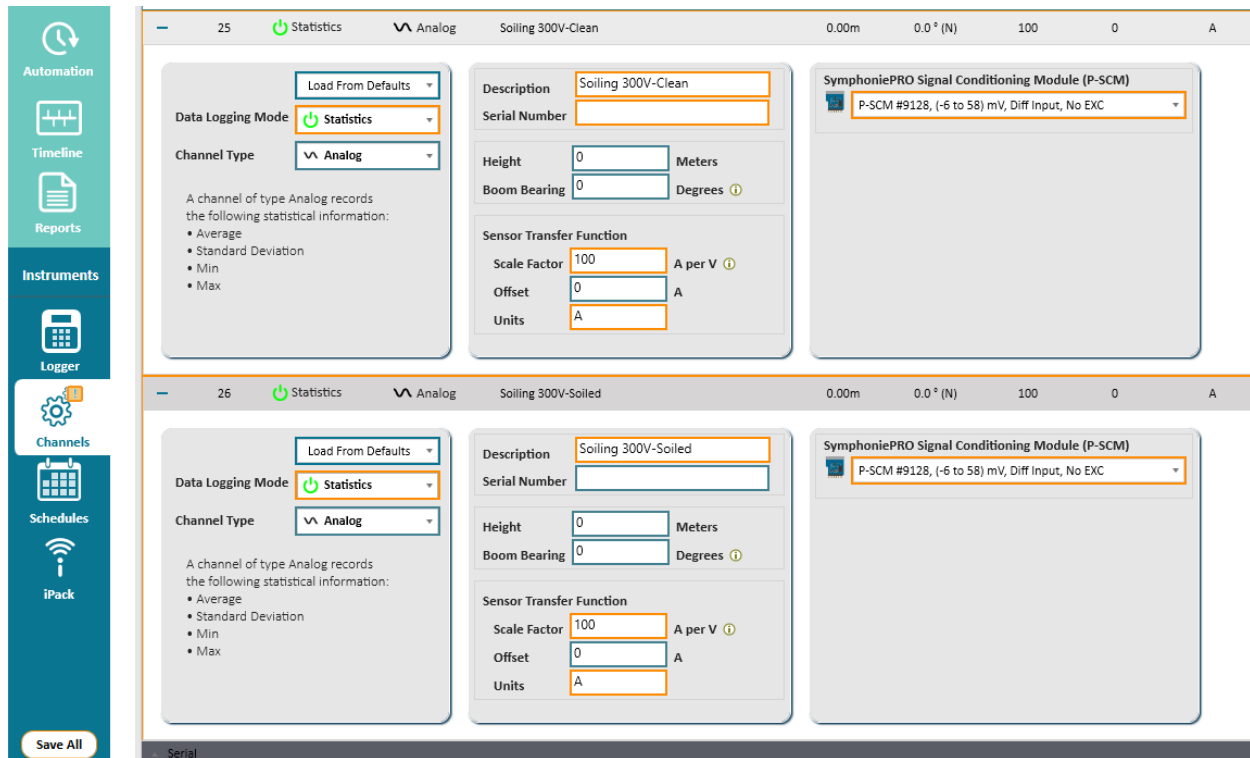 Automation
Timeline
Reports
Instruments
Logger
Channels
Schedules
iPack
Save All
25 Statistics Analog Soiling 300V-Clean 0.00m 0.0 ° (N) 100 0 A
Load From Defaults
Data Logging Mode Statistics
Channel Type Analog
A channel of type Analog records
the following statistical information:
• Average
• Standard Deviation
• Min
• Max
Description Soiling 300V-Clean
Serial Number
Height 0 Meters
Boom Bearing 0 Degrees
Sensor Transfer Function
Scale Factor 100 A per V
Offset 0 A
Units A
SymphoniePRO Signal Conditioning Module (P-SCM)
P-SCM #9128, (-6 to 58) mV, Diff Input, No EXC
26 Statistics Analog Soiling 300V-Soiled 0.00m 0.0 ° (N) 100 0 A
Load From Defaults
Data Logging Mode Statistics
Channel Type Analog
A channel of type Analog records
the following statistical information:
• Average
• Standard Deviation
• Min
• Max
Description Soiling 300V-Soiled
Serial Number
Height 0 Meters
Boom Bearing 0 Degrees
Sensor Transfer Function
Scale Factor 100 A per V
Offset 0 A
Units A
SymphoniePRO Signal Conditioning Module (P-SCM)
P-SCM #9128, (-6 to 58) mV, Diff Input, No EXC
Serial